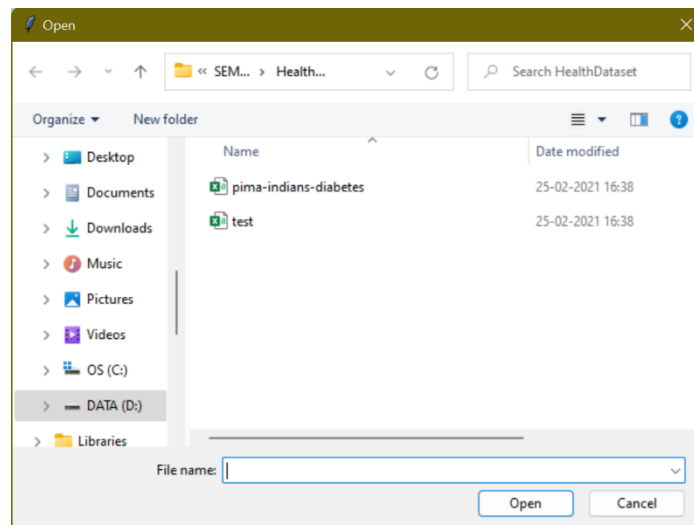 Open
« SEM... > Health...
Search HealthDataset
Organize
New folder
Name
Date modified
Desktop
Documents
Downloads
Music
Pictures
Videos
OS (C:)
DATA (D:)
Libraries
pima-indians-diabetes
25-02-2021 16:38
test
25-02-2021 16:38
File name:
Open
Cancel